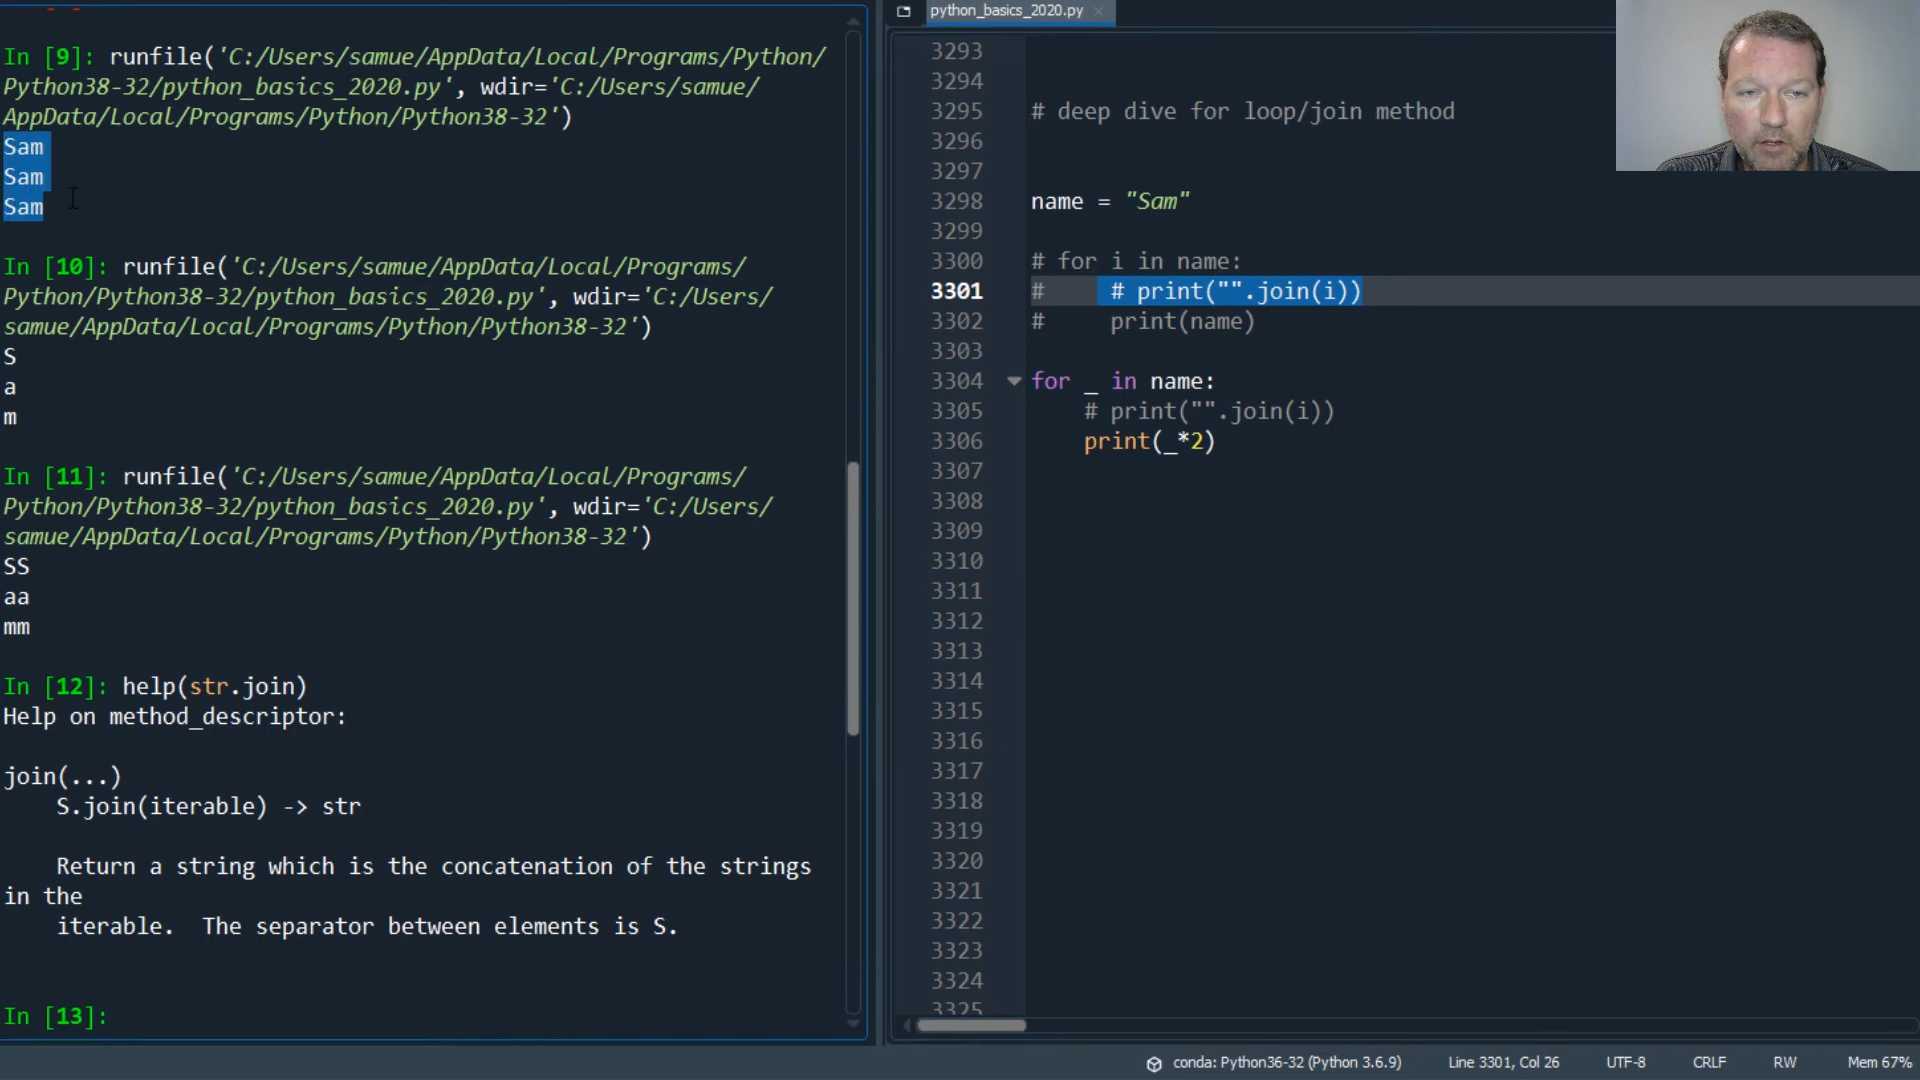 In [9]: runfile('C:/Users/samue/AppData/Local/Programs/Python/
Python38-32/python_basics_2020.py', wdir='C:/Users/samue/
AppData/Local/Programs/Python/Python38-32')
Sam
Sam
Sam
In [10]: runfile('C:/Users/samue/AppData/Local/Programs/
Python/Python38-32/python_basics_2020.py', wdir='C:/Users/
samue/AppData/Local/Programs/Python/Python38-32')
S
a
m
In [11]: runfile('C:/Users/samue/AppData/Local/Programs/
Python/Python38-32/python_basics_2020.py', wdir='C:/Users/
samue/AppData/Local/Programs/Python/Python38-32')
SS
aa
mm
In [12]: help(str.join)
Help on method_descriptor:
join(...)
    S.join(iterable) -> str
    Return a string which is the concatenation of the strings
in the
    iterable.  The separator between elements is S.
In [13]:
python_basics_2020.py
3293
3294
3295 # deep dive for loop/join method
3296
3297
3298 name = "Sam"
3299
3300 # for i in name:
3301 #     # print("".join(i))
3302 #     print(name)
3303
3304 for _ in name:
3305     # print("".join(i))
3306     print(_*2)
3307
3308
3309
3310
3311
3312
3313
3314
3315
3316
3317
3318
3319
3320
3321
3322
3323
3324
3325
conda: Python36-32 (Python 3.6.9) Line 3301, Col 26 UTF-8 CRLF RW Mem 67%